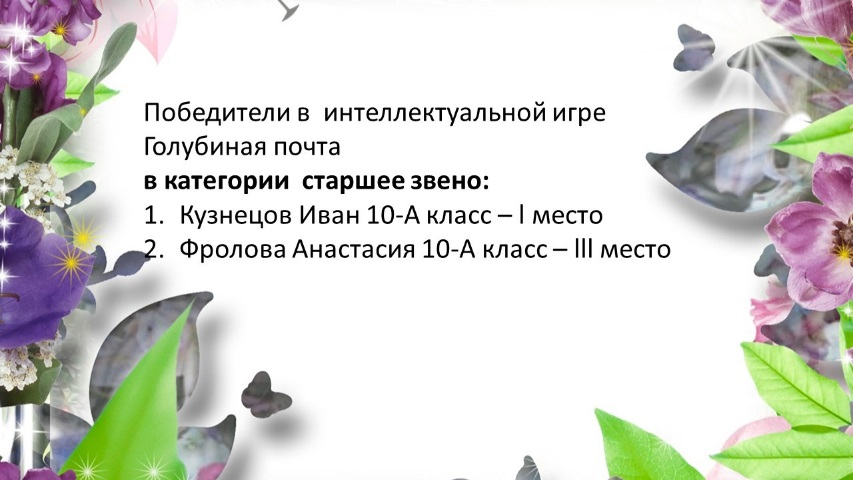 Победители в  интеллектуальной игре
Голубиная почта
в категории  старшее звено:
1. Кузнецов Иван 10-А класс – l место
2. Фролова Анастасия 10-А класс – lll место